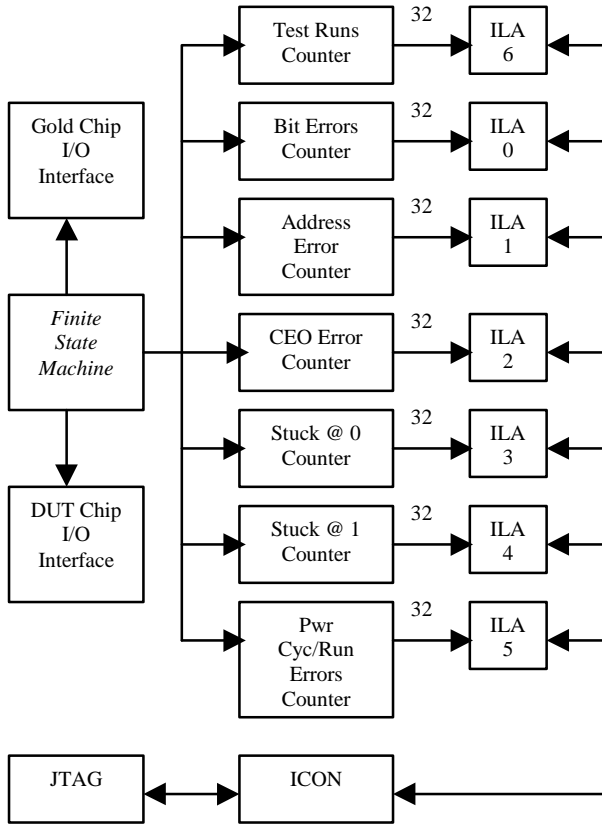 Test Runs
Counter
32
ILA
6
Gold Chip
I/O
Interface
Bit Errors
Counter
32
ILA
0
Address
Error
Counter
32
ILA
1
Finite
State
Machine
CEO Error
Counter
32
ILA
2
Stuck @ 0
Counter
32
ILA
3
DUT Chip
I/O
Interface
Stuck @ 1
Counter
32
ILA
4
Pwr
Cyc/Run
Errors
Counter
32
ILA
5
JTAG
ICON